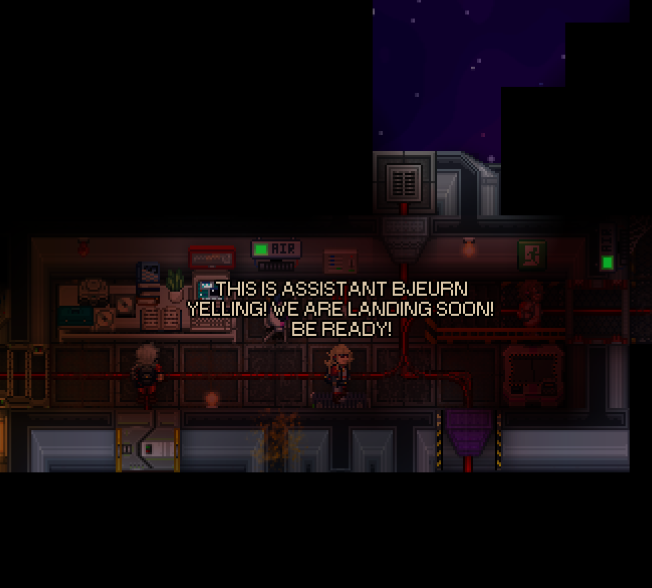 AIR
THIS IS ASSISTANT BJEURN
YELLING! WE ARE LANDING SOON!
BE READY!